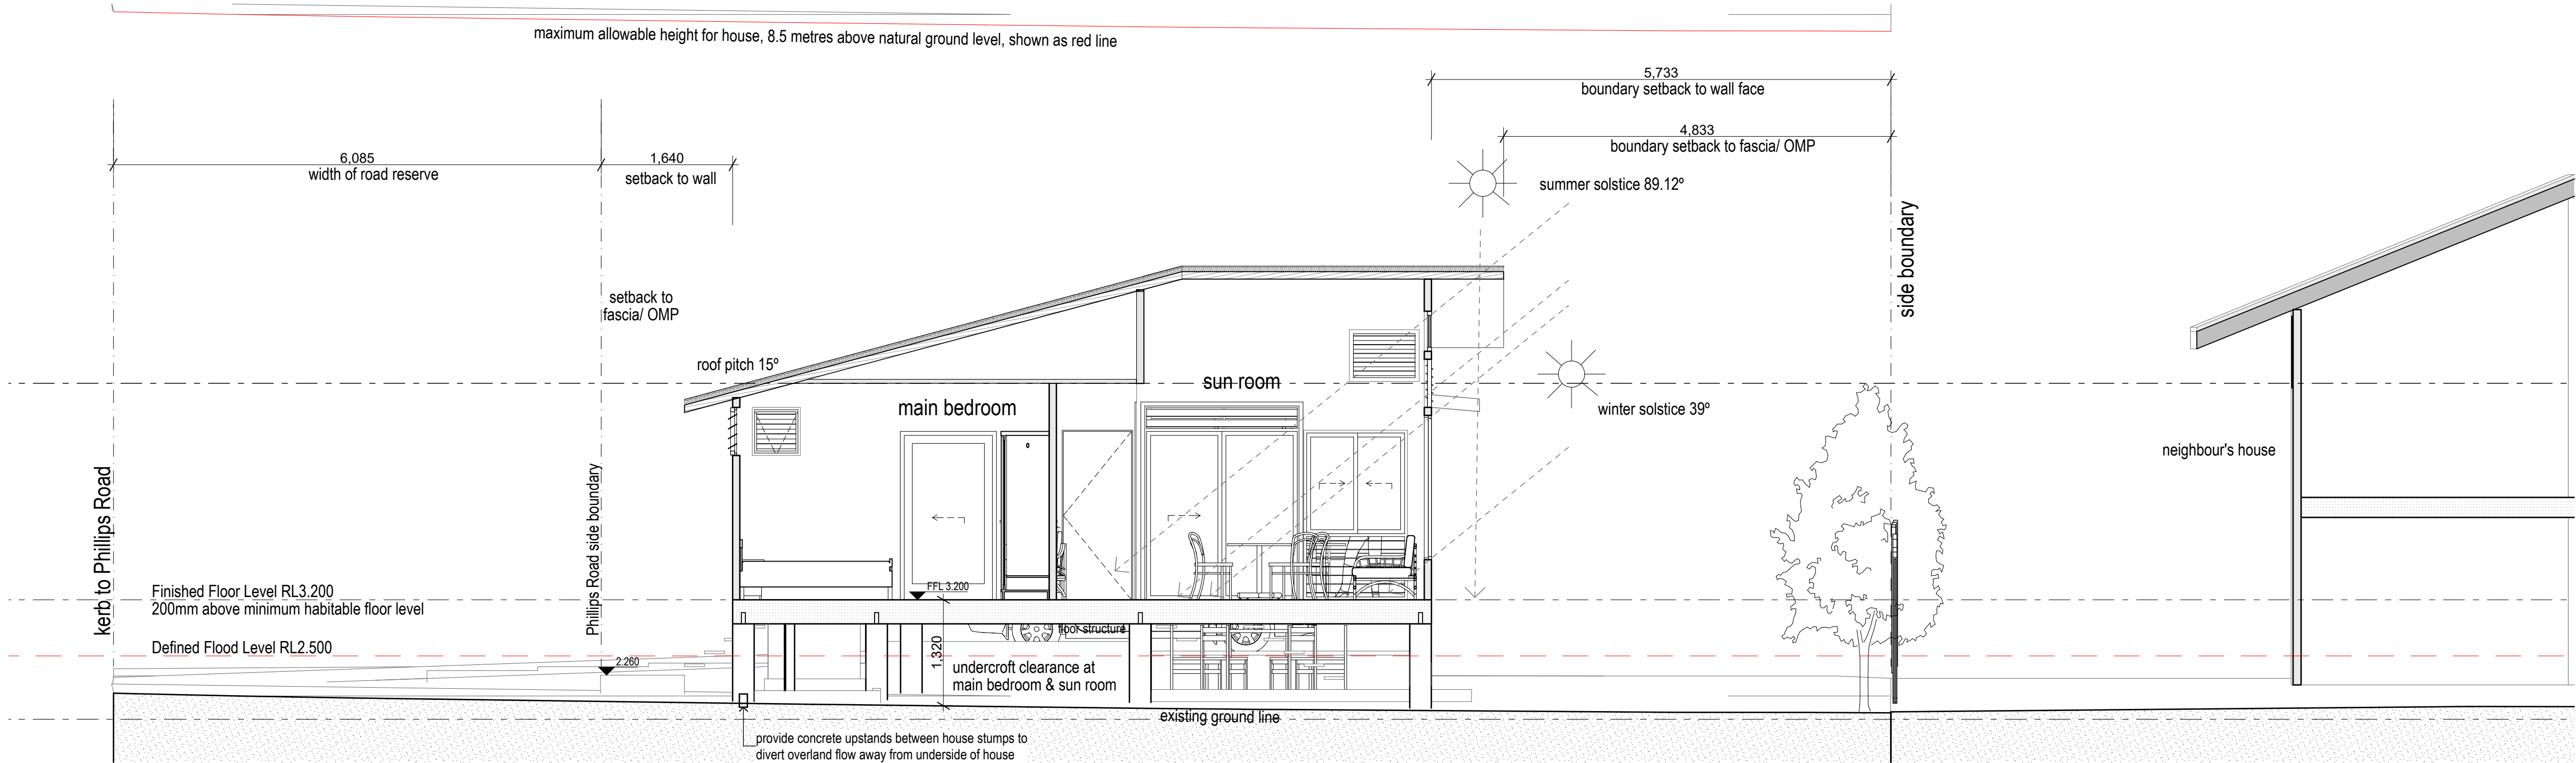 maximum allowable height for house, 8.5 metres above natural ground level, shown as red line
5,733
boundary setback to wall face
4,833
boundary setback to fascia/ OMP
6,085
width of road reserve
1,640
setback to wall
summer solstice 89.12º
side boundary
setback to
fascia/ OMP
roof pitch 15º
sun room
main bedroom
winter solstice 39º
neighbour's house
kerb to Phillips Road
Phillips Road side boundary
Finished Floor Level RL3.200
200mm above minimum habitable floor level
FFL 3.200
floor structure
Defined Flood Level RL2.500
2.260
1,320
undercroft clearance at
main bedroom & sun room
existing ground line
provide concrete upstands between house stumps to
divert overland flow away from underside of house